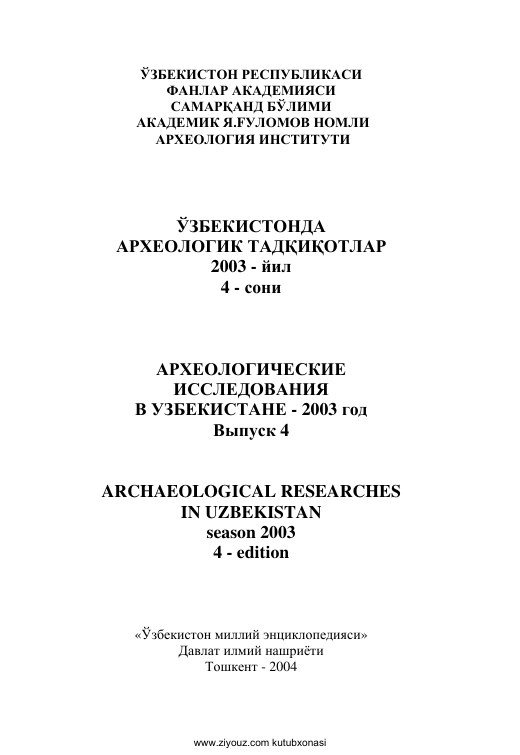 ЎЗБЕКИСТОН РЕСПУБЛИКАСИ
ФАНЛАР АКАДЕМИЯСИ
САМАРҚАНД БЎЛИМИ
АКАДЕМИК Я.ҒУЛОМОВ НОМЛИ
АРХЕОЛОГИЯ ИНСТИТУТИ
ЎЗБЕКИСТОНДА
АРХЕОЛОГИК ТАДҚИҚОТЛАР
2003 - йил
4 - сони
АРХЕОЛОГИЧЕСКИЕ
ИССЛЕДОВАНИЯ
В УЗБЕКИСТАНЕ - 2003 год
Выпуск 4
ARCHAEOLOGICAL RESEARCHES
IN UZBEKISTAN
season 2003
4 - edition
«Ўзбекистон миллий энциклопедияси»
Давлат илмий нашриёти
Тошкент - 2004
www.ziyouz.com kutubxonasi